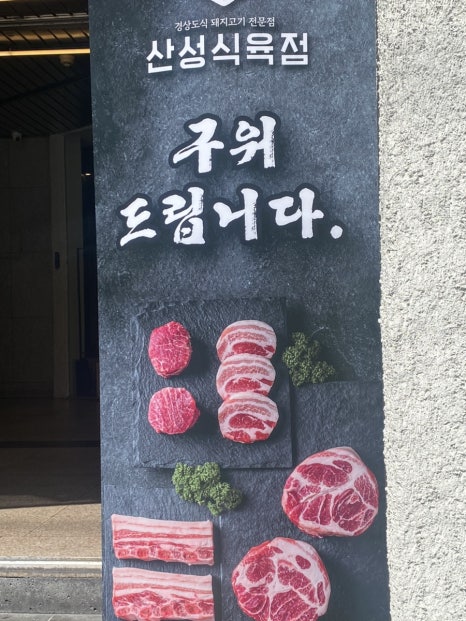 경상도식 돼지고기 전문점
산성식육점
구워
드립니다.